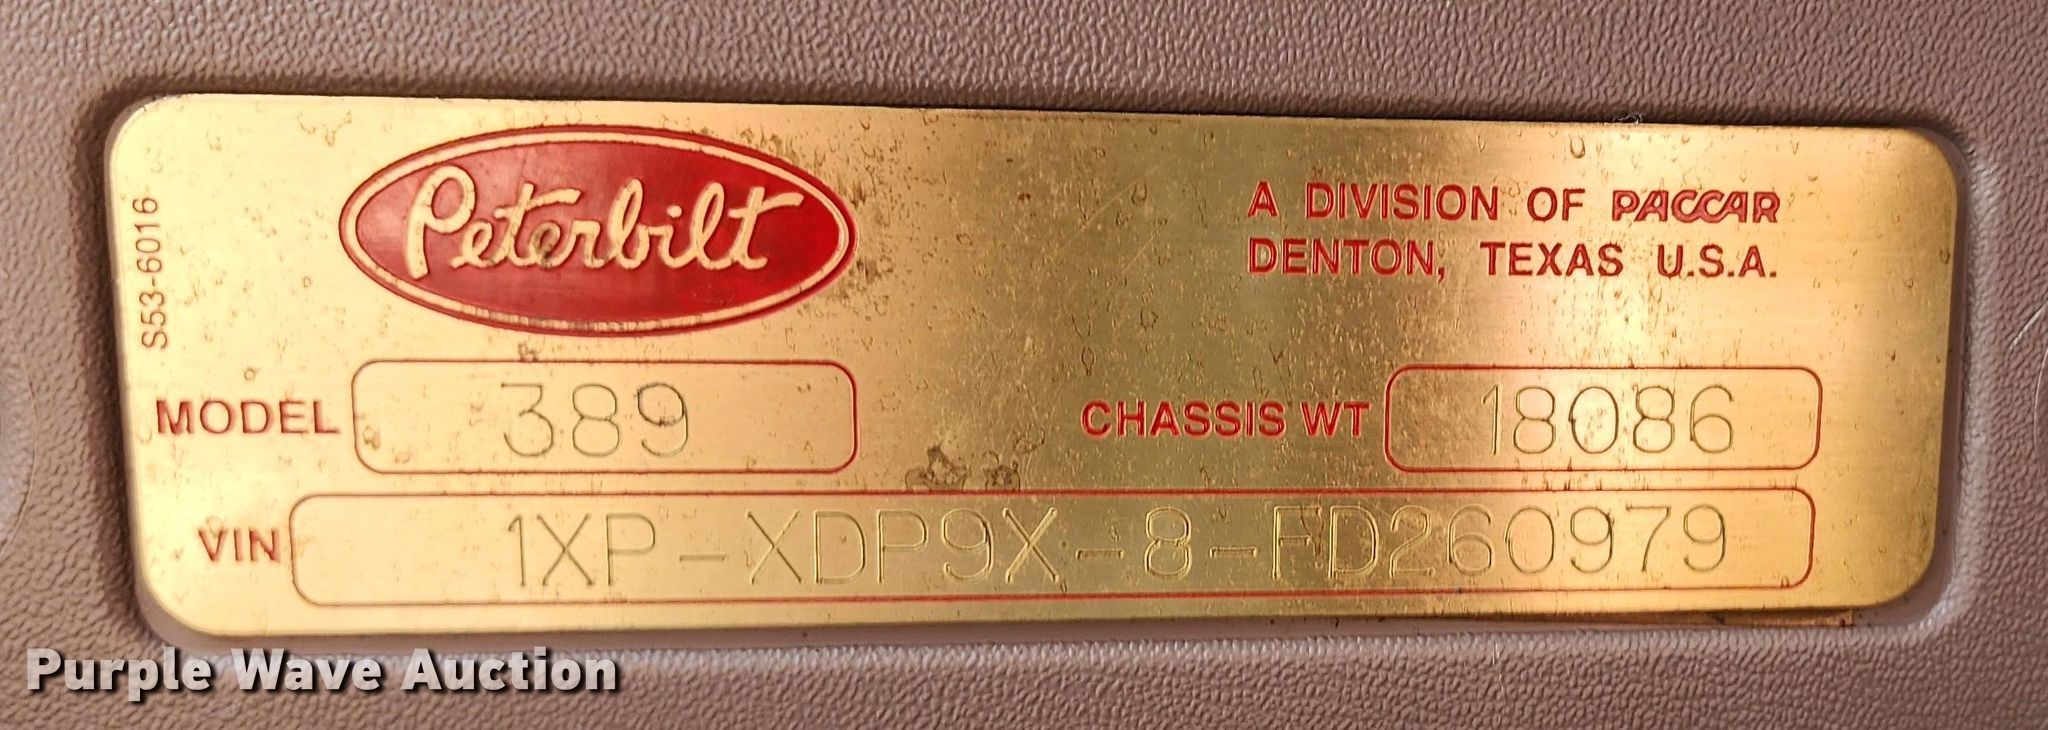 S53-6016
Peterbilt
A DIVISION OF PACCAR
DENTON, TEXAS U.S.A.
MODEL 389
CHASSIS WT 18086
VIN 1XP-XDP9X-8-FD260979
Purple Wave Auction